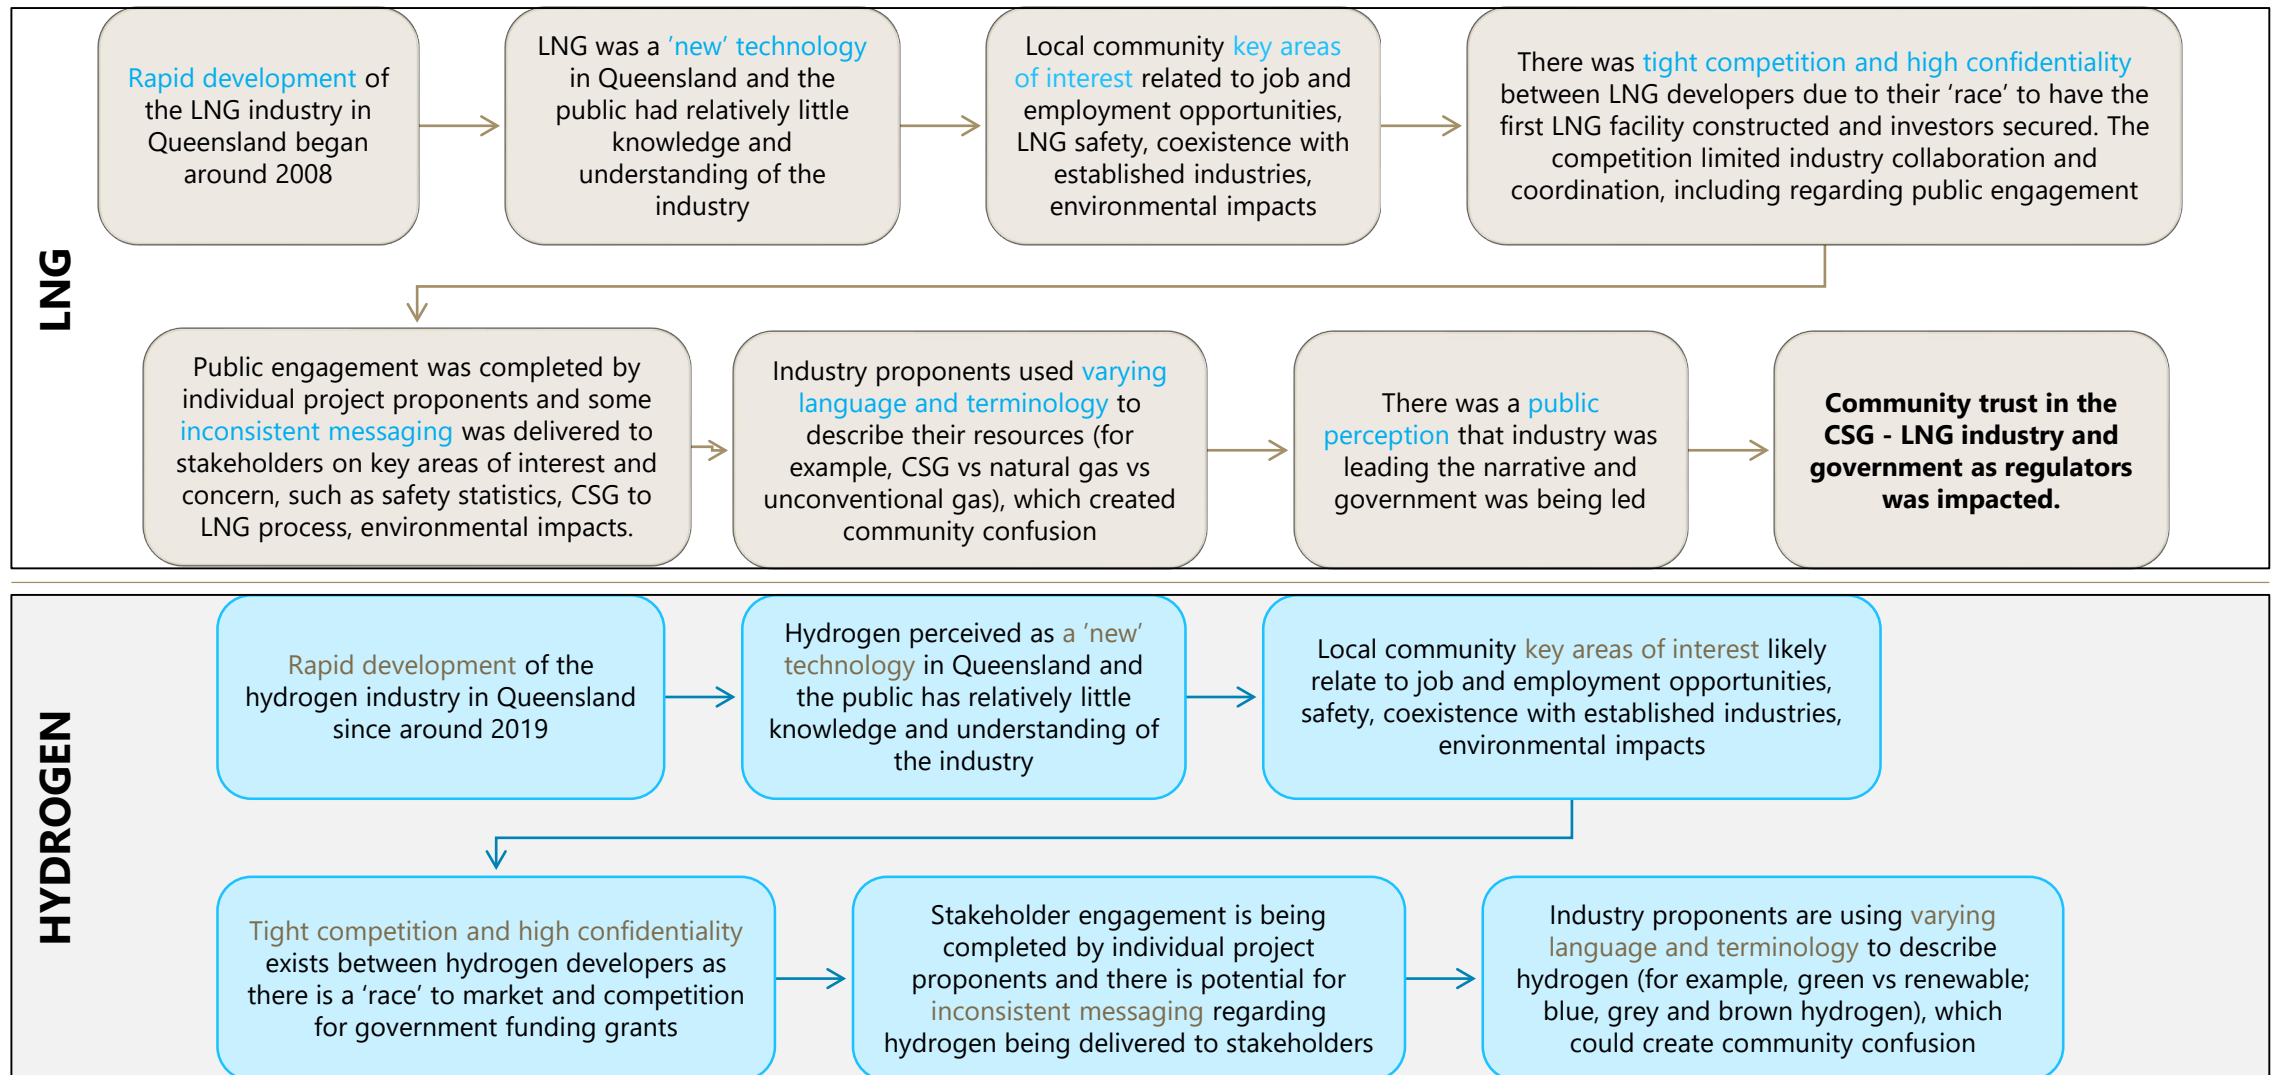 LNG
Rapid development of
the LNG industry in
Queensland began
around 2008
LNG was a ’new’ technology
in Queensland and the
public had relatively little
knowledge and
understanding of the
industry
Local community key areas
of interest related to job and
employment opportunities,
LNG safety, coexistence with
established industries,
environmental impacts
There was tight competition and high confidentiality
between LNG developers due to their ‘race’ to have the
first LNG facility constructed and investors secured. The
competition limited industry collaboration and
coordination, including regarding public engagement
Public engagement was completed by
individual project proponents and some
inconsistent messaging was delivered to
stakeholders on key areas of interest and
concern, such as safety statistics, CSG to
LNG process, environmental impacts.
Industry proponents used varying
language and terminology to
describe their resources (for
example, CSG vs natural gas vs
unconventional gas), which created
community confusion
There was a public
perception that industry was
leading the narrative and
government was being led
Community trust in the
CSG - LNG industry and
government as regulators
was impacted.
HYDROGEN
Rapid development of the
hydrogen industry in Queensland
since around 2019
Hydrogen perceived as a ’new’
technology in Queensland and
the public has relatively little
knowledge and understanding of
the industry
Local community key areas of interest likely
relate to job and employment opportunities,
safety, coexistence with established industries,
environmental impacts
Tight competition and high confidentiality
exists between hydrogen developers as
there is a ‘race’ to market and competition
for government funding grants
Stakeholder engagement is being
completed by individual project
proponents and there is potential for
inconsistent messaging regarding
hydrogen being delivered to stakeholders
Industry proponents are using varying
language and terminology to describe
hydrogen (for example, green vs renewable;
blue, grey and brown hydrogen), which
could create community confusion